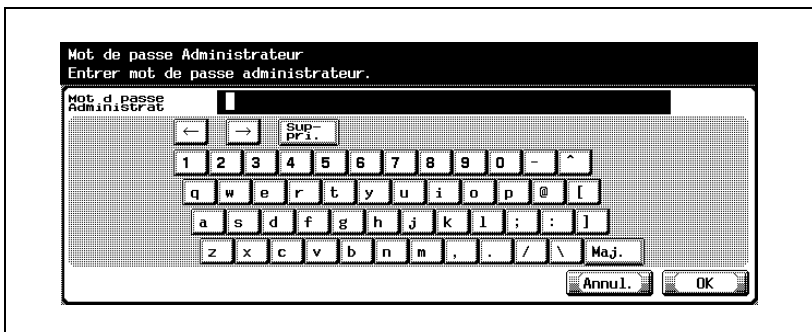 Mot de passe Administrateur
Entrer mot de passe administrateur.
Mot d passe
Administrat
← → Sup-
pri.
1 2 3 4 5 6 7 8 9 0 - ^
q w e r t y u i o p @ [
a s d f g h j k l ; : ]
z x c v b n m , . / \ Maj.
Annul. OK